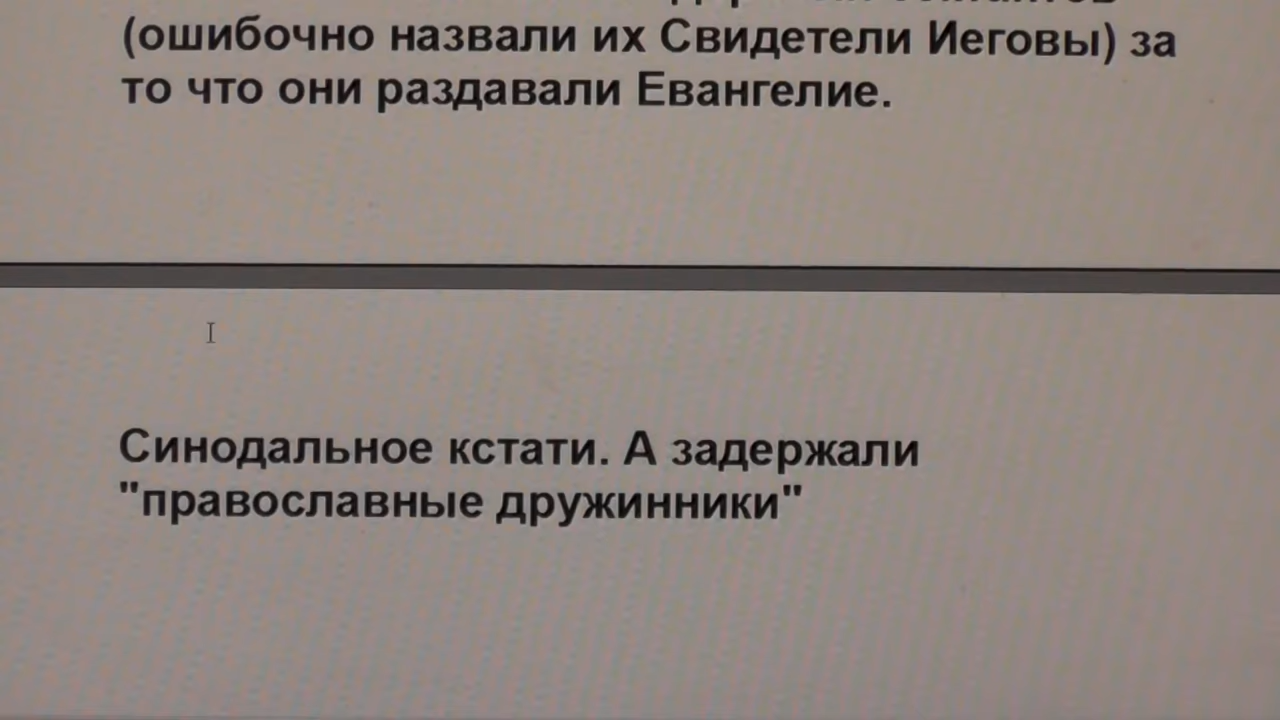 (ошибочно назвали их Свидетели Иеговы) за
то что они раздавали Евангелие.
Синодальное кстати. А задержали
"православные дружинники"